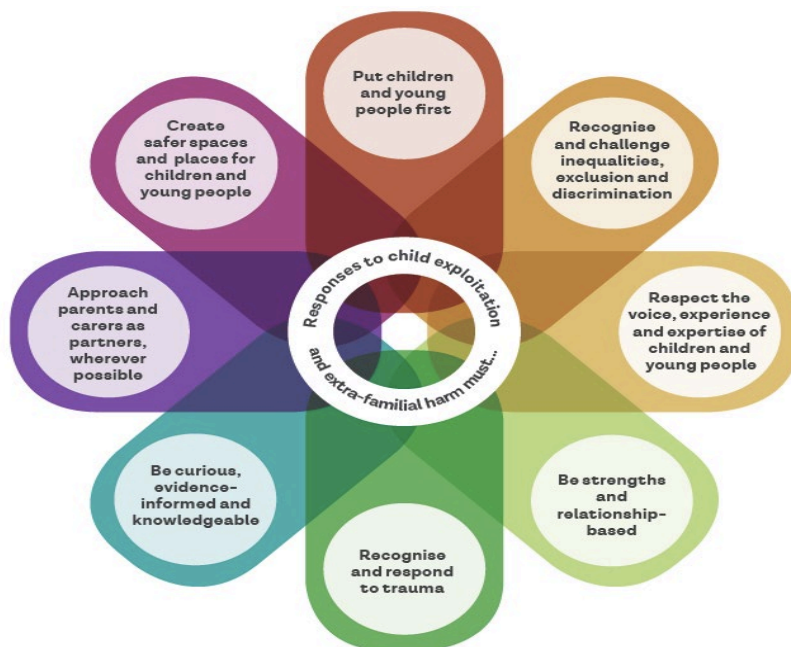 Responses to child exploitation
and extra-familial harm must...
Put children
and young
people first
Recognise
and challenge
inequalities,
exclusion and
discrimination
Respect the
voice, experience
and expertise of
children and
young people
Be strengths
and
relationship-
based
Recognise
and respond
to trauma
Be curious,
evidence-
informed and
knowledgeable
Approach
parents and
carers as
partners,
wherever
possible
Create
safer spaces
and places for
children and
young people